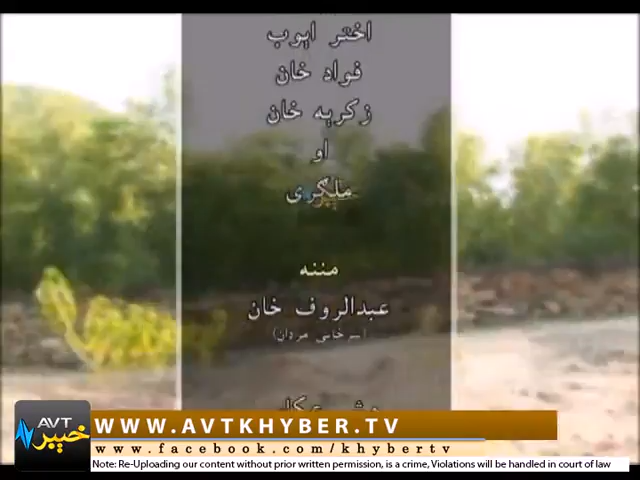 اختر ایوب
فواد خان
زکریه خان
او
ملګری
مننه
عبدالروف خان
مردان)
AVT
خیبر
WWW.AVTKHYBER.TV
www.facebook.com/khybertv
Note: Re-Uploading our content without prior written permission, is a crime, Violations will be handled in court of law